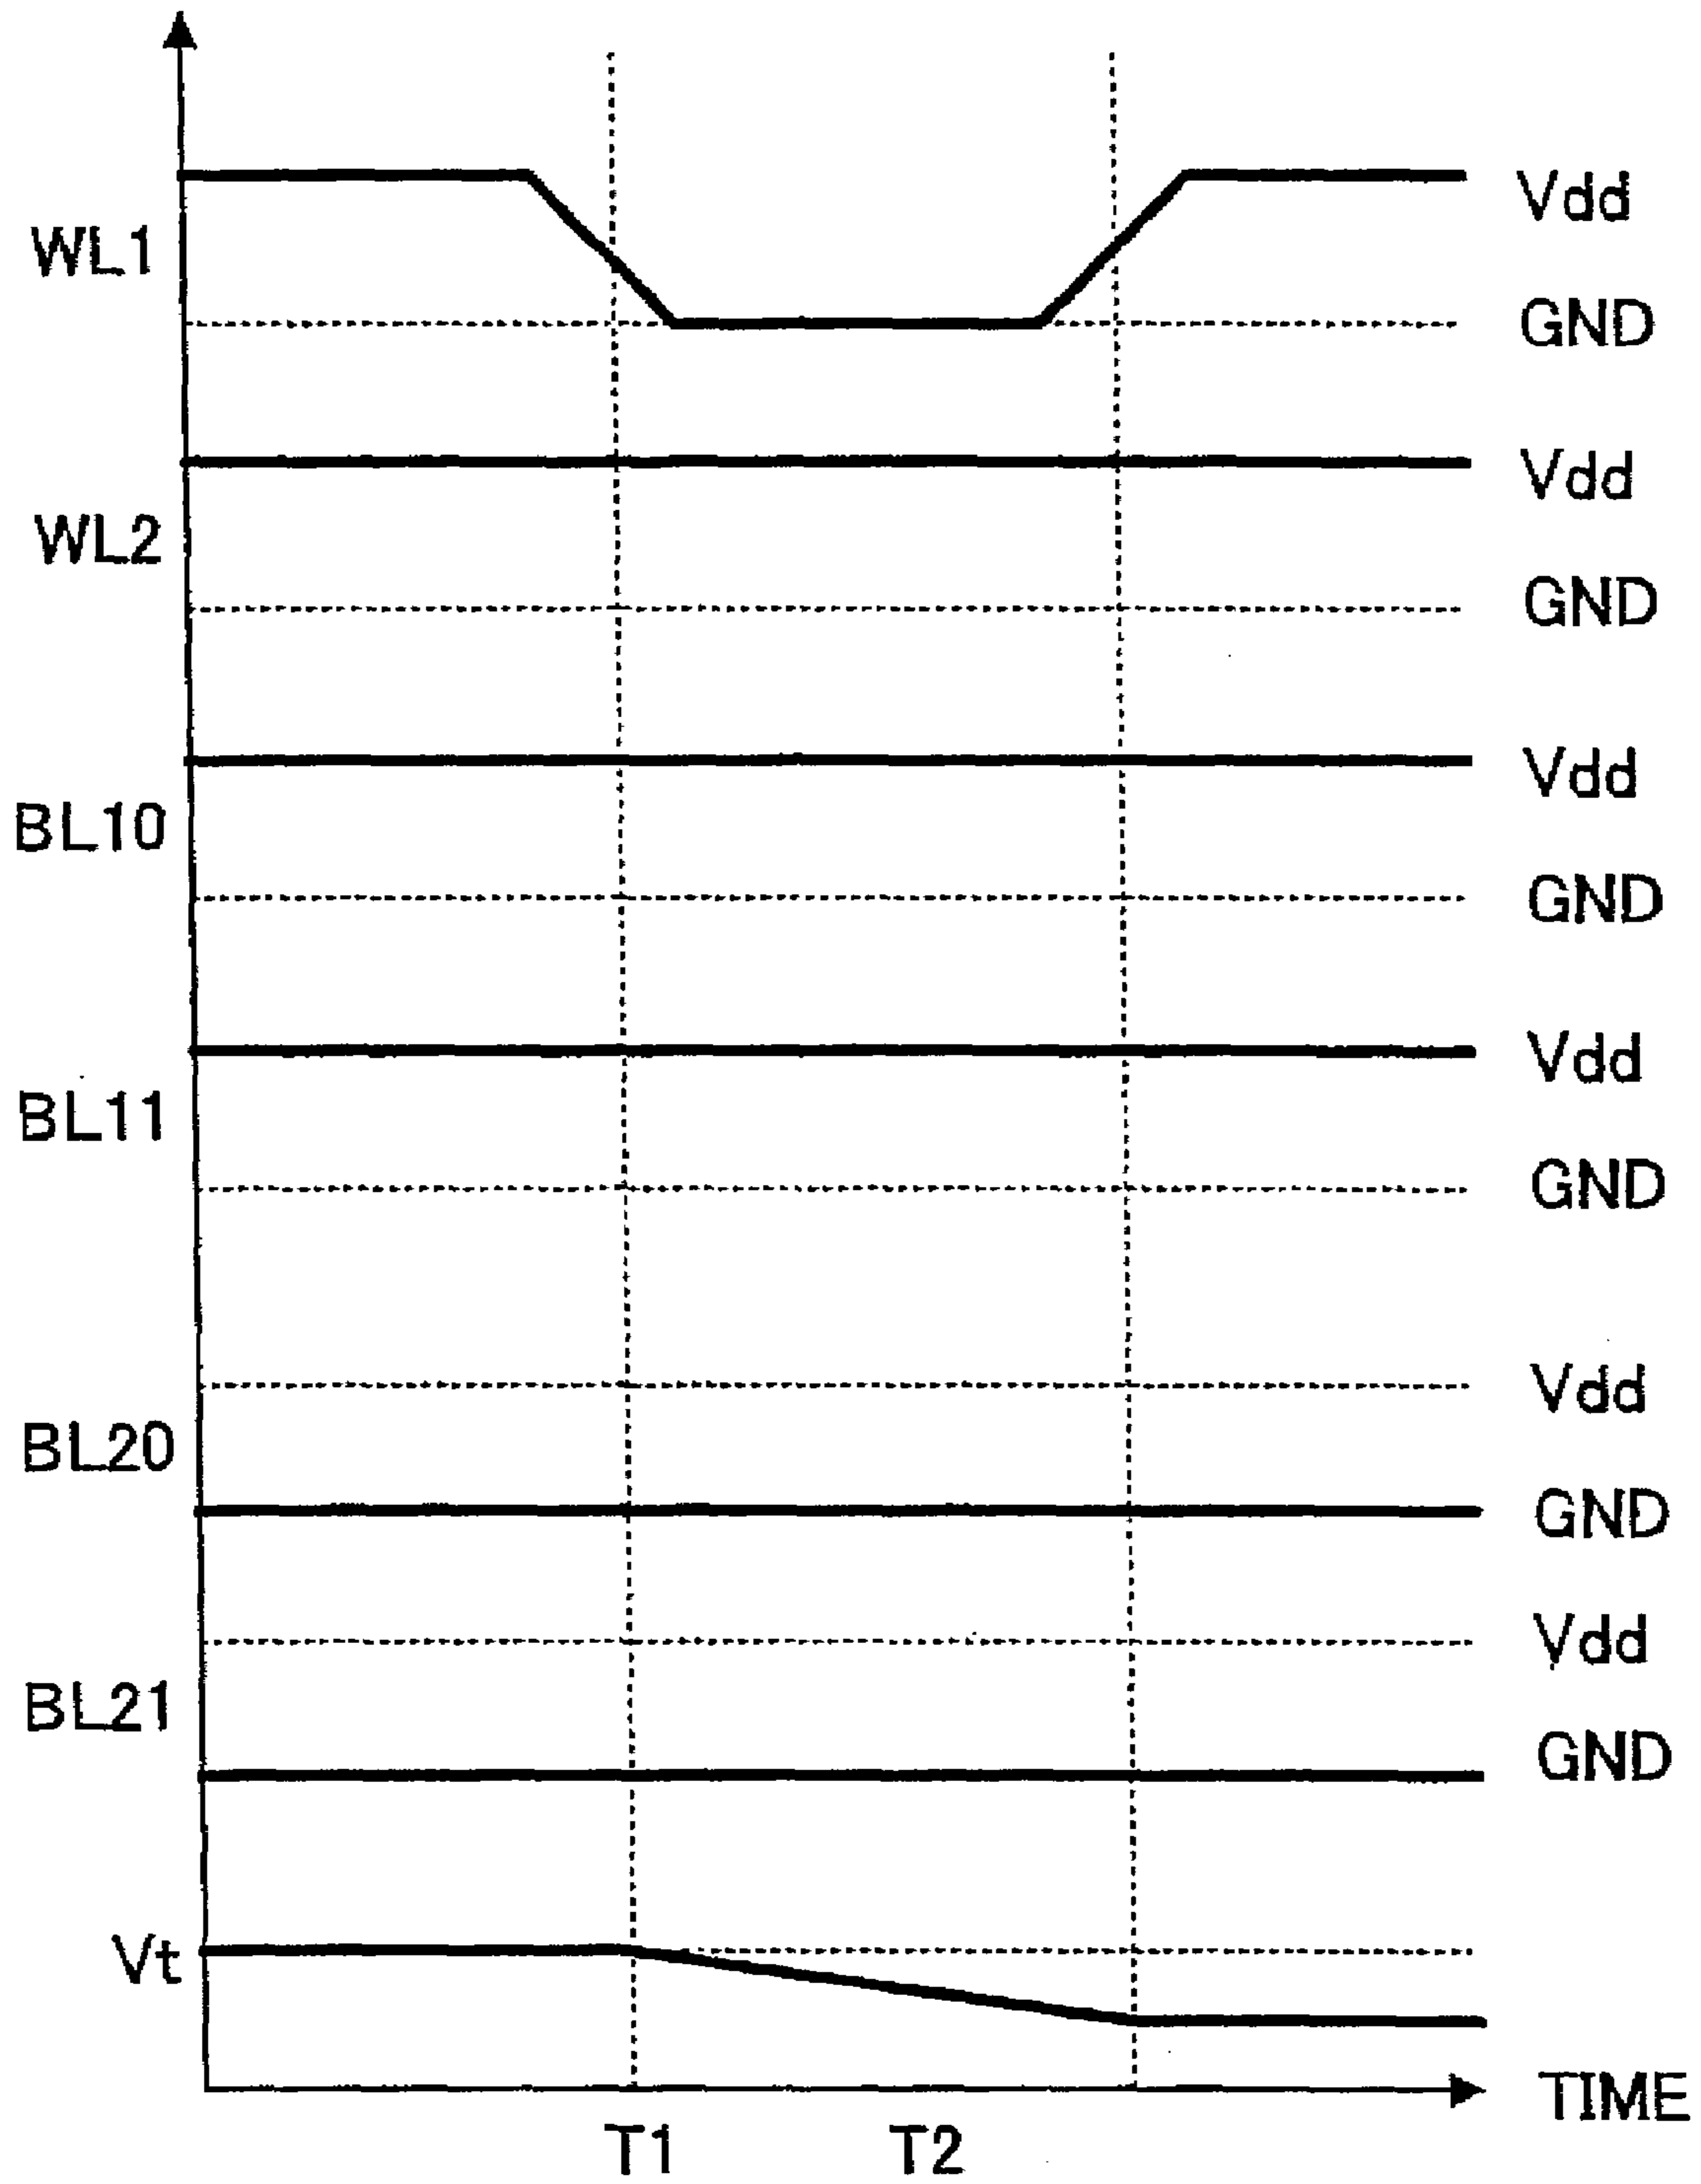 Vdd
WL1
GND
Vdd
WL2
GND
Vdd
BL10
GND
Vdd
BL11
GND
Vdd
BL20
GND
Vdd
BL21
GND
Vt
TIME
T1 T2